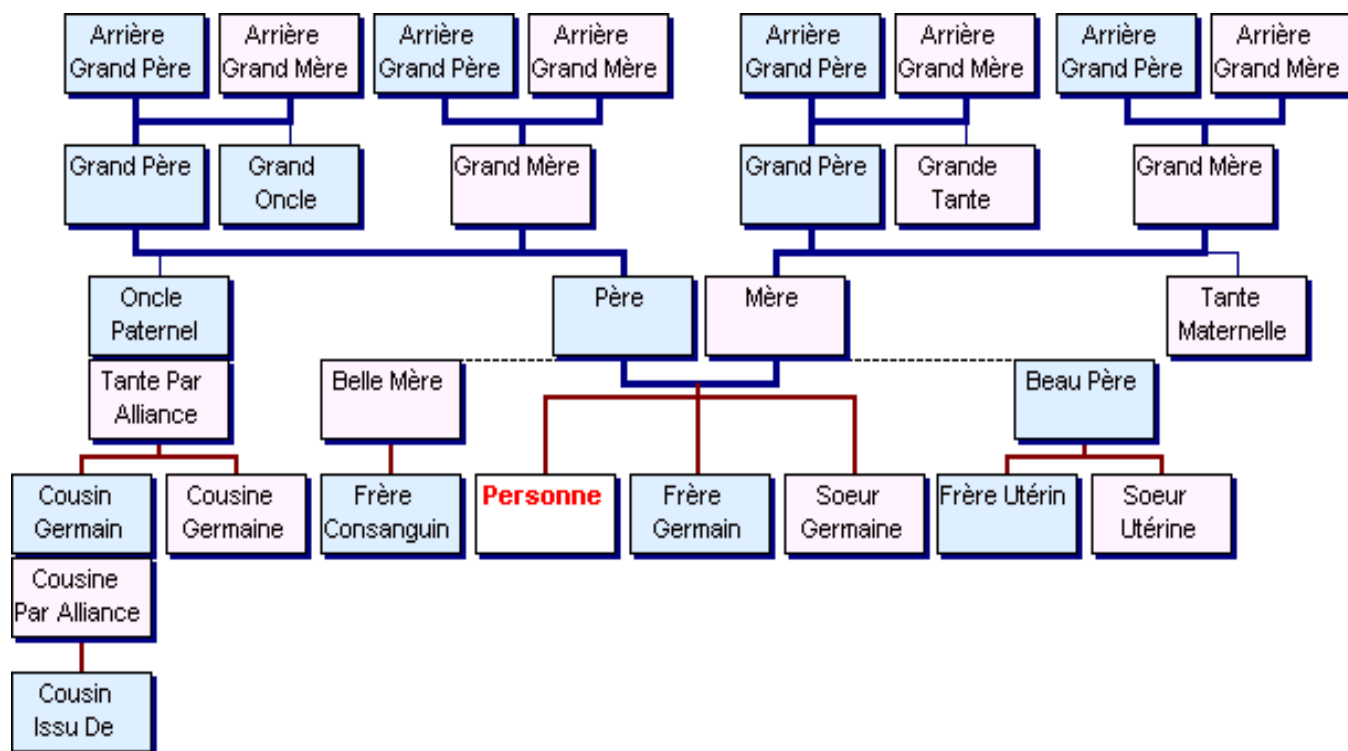 Arrière
Grand Père
Arrière
Grand Mère
Arrière
Grand Père
Arrière
Grand Mère
Arrière
Grand Père
Arrière
Grand Mère
Arrière
Grand Père
Arrière
Grand Mère
Grand Père
Grand
Oncle
Grand Mère
Grand Père
Grande
Tante
Grand Mère
Oncle
Paternel
Père
Mère
Tante
Maternelle
Tante Par
Alliance
Belle Mère
Beau Père
Cousin
Germain
Cousine
Germaine
Frère
Consanguin
Personne
Frère
Germain
Soeur
Germaine
Frère Utérin
Soeur
Utérine
Cousine
Par Alliance
Cousin
Issu De